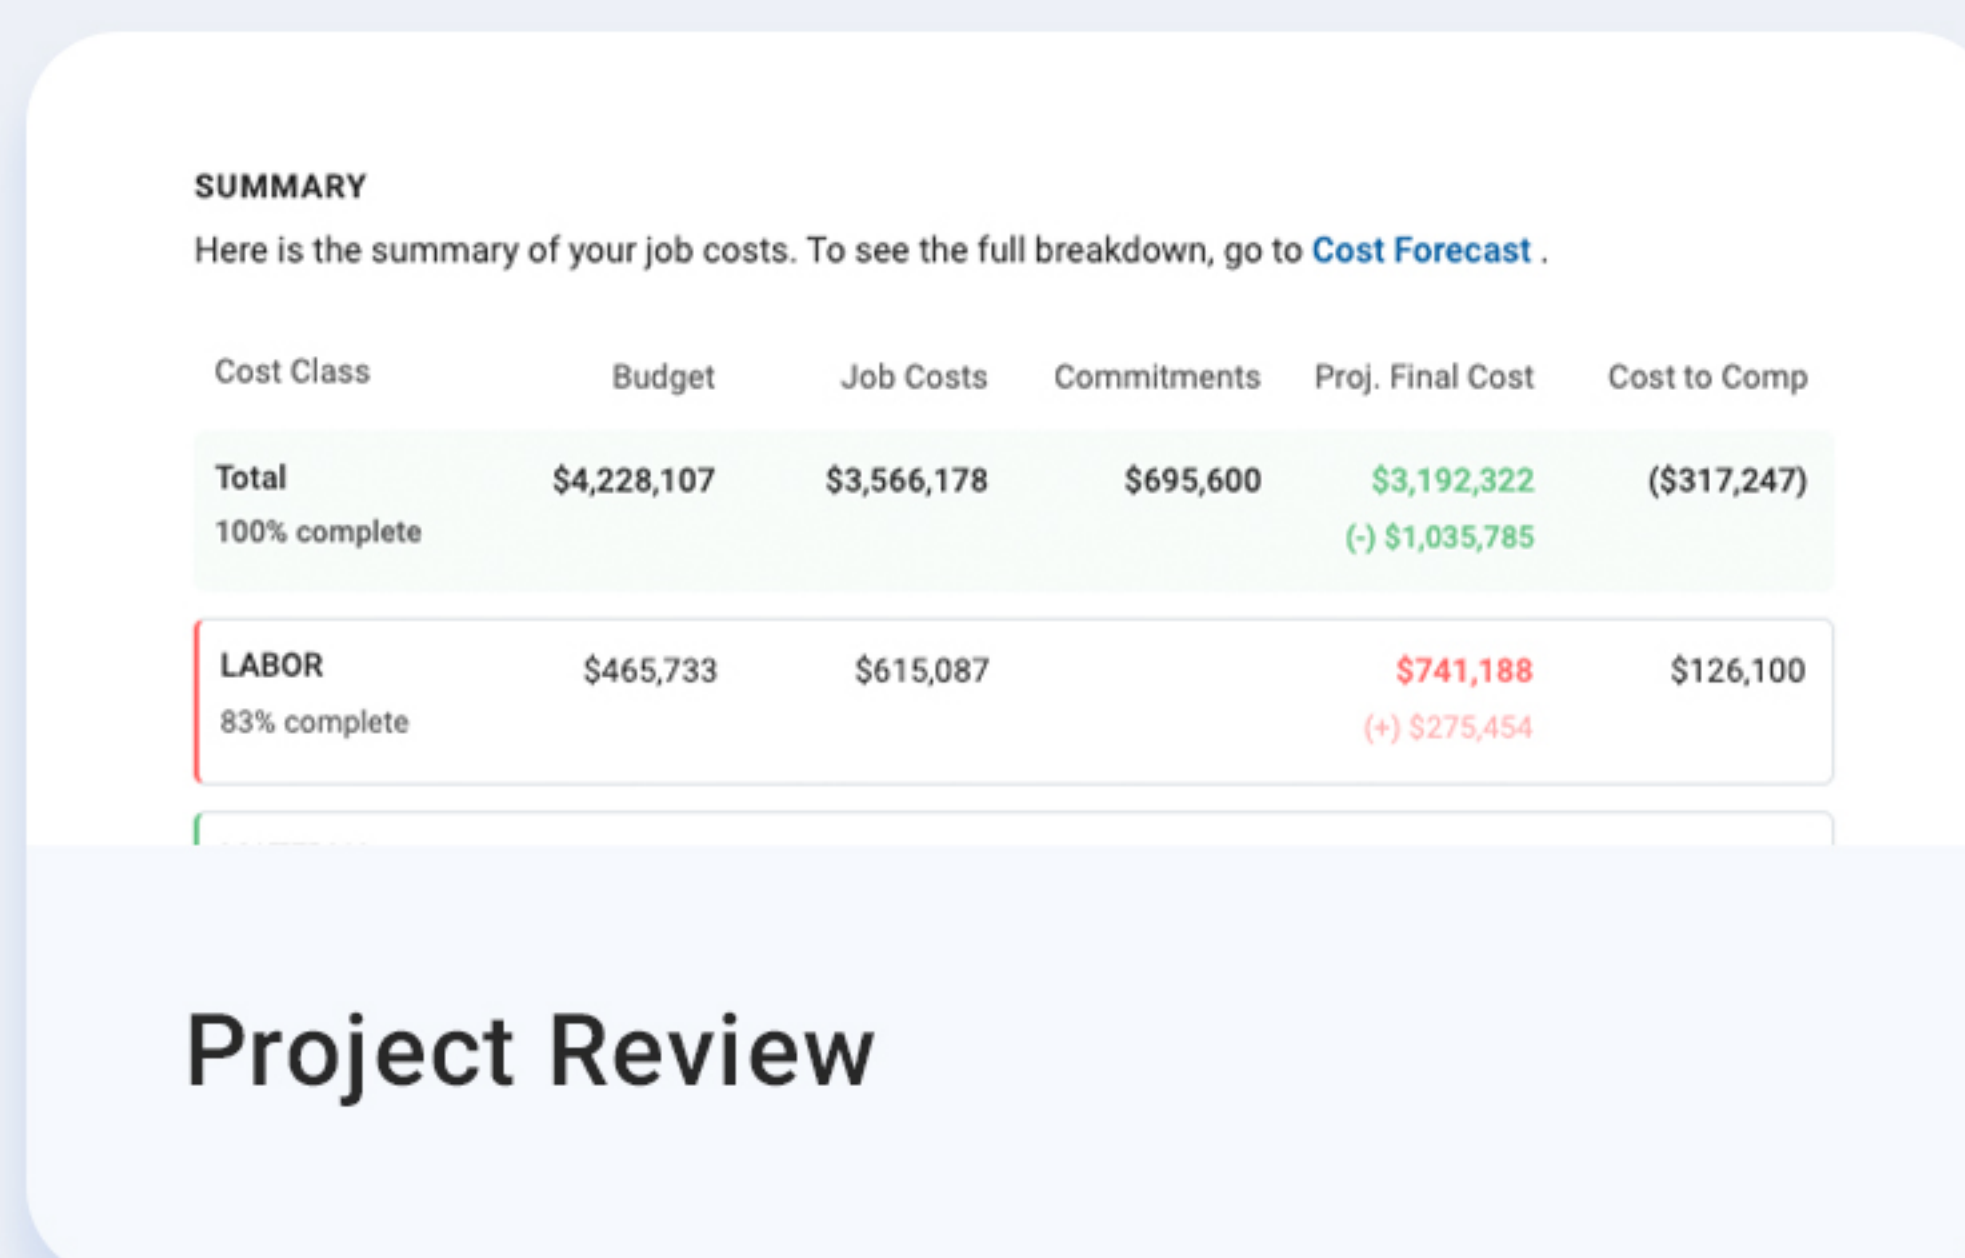 SUMMARY
Here is the summary of your job costs. To see the full breakdown, go to Cost Forecast .
Cost Class Budget Job Costs Commitments Proj. Final Cost Cost to Comp
Total $4,228,107 $3,566,178 $695,600 $3,192,322 ($317,247)
100% complete (-) $1,035,785
LABOR $465,733 $615,087 $741,188 $126,100
83% complete (+) $275,454
Project Review